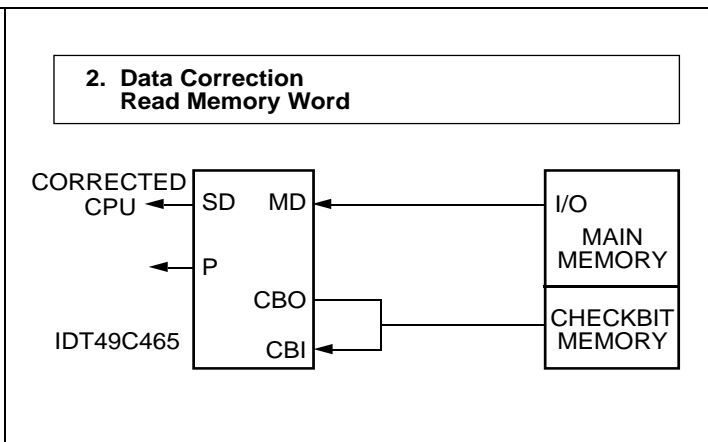 2. Data Correction
Read Memory Word
CORRECTED
CPU
SD
MD
I/O
MAIN
MEMORY
P
CBO
CHECKBIT
MEMORY
IDT49C465
CBI